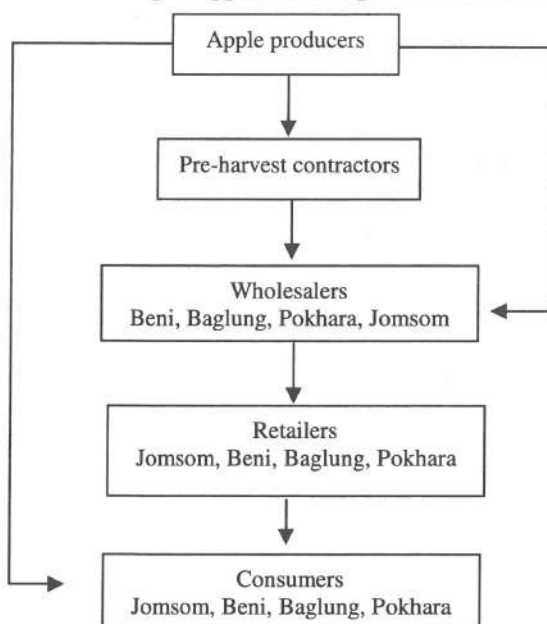 Apple producers
Pre-harvest contractors
Wholesalers
Beni, Baglung, Pokhara, Jomsom
Retailers
Jomsom, Beni, Baglung, Pokhara
Consumers
Jomsom, Beni, Baglung, Pokhara